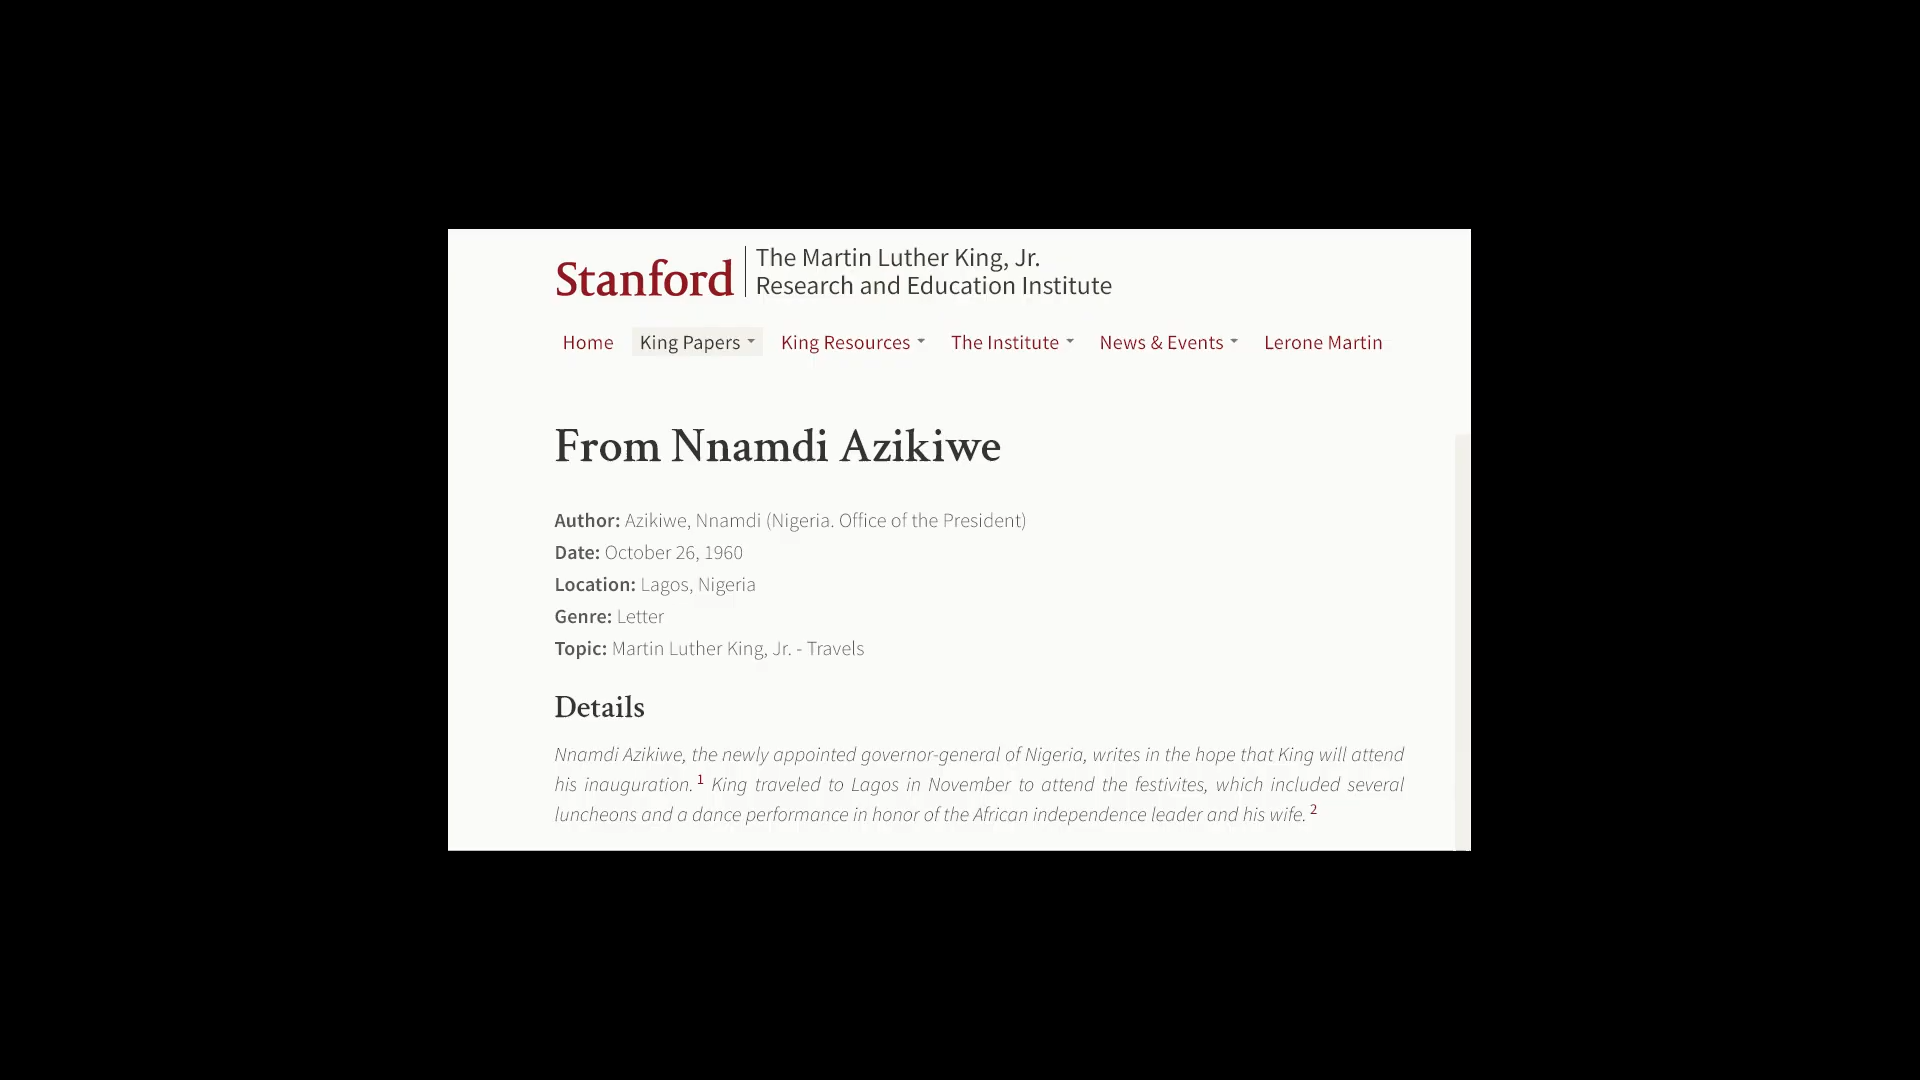 Stanford
The Martin Luther King, Jr.
Research and Education Institute
Home King Papers King Resources The Institute News & Events Lerone Martin
From Nnamdi Azikiwe
Author: Azikiwe, Nnamdi (Nigeria. Office of the President)
Date: October 26, 1960
Location: Lagos, Nigeria
Genre: Letter
Topic: Martin Luther King, Jr. - Travels
Details
Nnamdi Azikiwe, the newly appointed governor-general of Nigeria, writes in the hope that King will attend
his inauguration. 1 King traveled to Lagos in November to attend the festivites, which included several
luncheons and a dance performance in honor of the African independence leader and his wife. 2